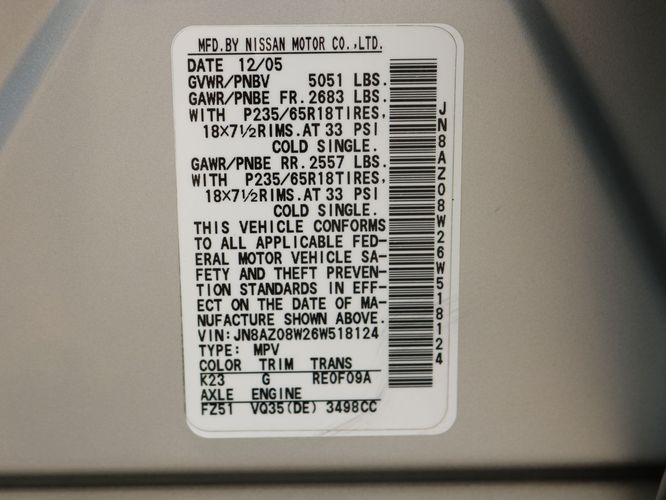 MFD.BY NISSAN MOTOR CO.,LTD.
DATE 12/05
GVWR/PNBV 5051 LBS.
GAWR/PNBE FR.2683 LBS.
WITH P235/65R18TIRES,
18×7½RIMS.AT 33 PSI
COLD SINGLE.
GAWR/PNBE RR.2557 LBS.
WITH P235/65R18TIRES,
18×7½RIMS.AT 33 PSI
COLD SINGLE.
THIS VEHICLE CONFORMS
TO ALL APPLICABLE FED-
ERAL MOTOR VEHICLE SA-
FETY AND THEFT PREVEN-
TION STANDARDS IN EFF-
ECT ON THE DATE OF MA-
NUFACTURE SHOWN ABOVE.
VIN:JN8AZ08W26W518124
TYPE: MPV
COLOR TRIM TRANS
K23 G RE0F09A
AXLE ENGINE
FZ51 VQ35(DE) 3498CC
JN8AZ08W26W518124